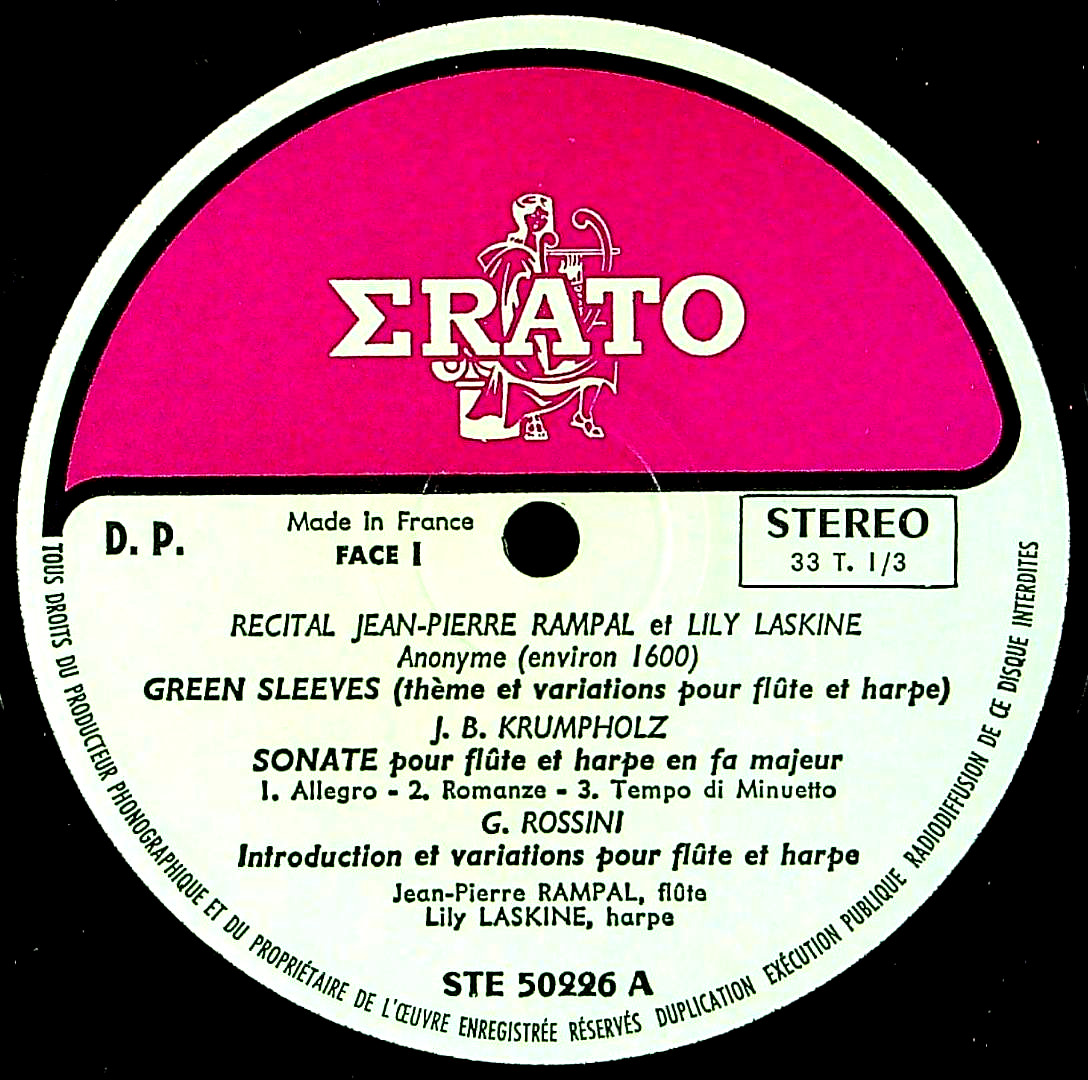 ΣRATO
D. P.
Made In France
FACE I
STEREO
33 T. 1/3
RECITAL JEAN-PIERRE RAMPAL et LILY LASKINE
Anonyme (environ 1600)
GREEN SLEEVES (thème et variations pour flûte et harpe)
J. B. KRUMPHOLZ
SONATE pour flûte et harpe en fa majeur
1. Allegro - 2. Romanze - 3. Tempo di Minuetto
G. ROSSINI
Introduction et variations pour flûte et harpe
Jean-Pierre RAMPAL, flûte
Lily LASKINE, harpe
STE 50226 A
TOUS DROITS DU PRODUCTEUR PHONOGRAPHIQUE ET DU PROPRIÉTAIRE DE L'ŒUVRE ENREGISTRÉE RÉSERVÉS DUPLICATION EXÉCUTION PUBLIQUE RADIODIFFUSION DE CE DISQUE INTERDITES